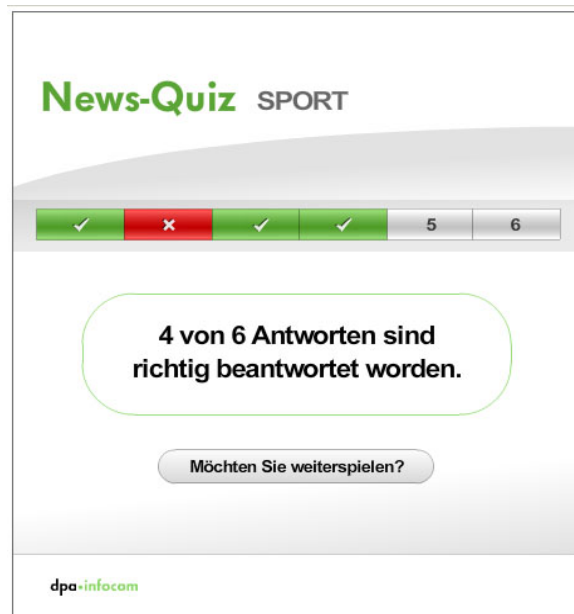 News-Quiz SPORT
5 6
4 von 6 Antworten sind
richtig beantwortet worden.
Möchten Sie weiterspielen?
dpa-infocom